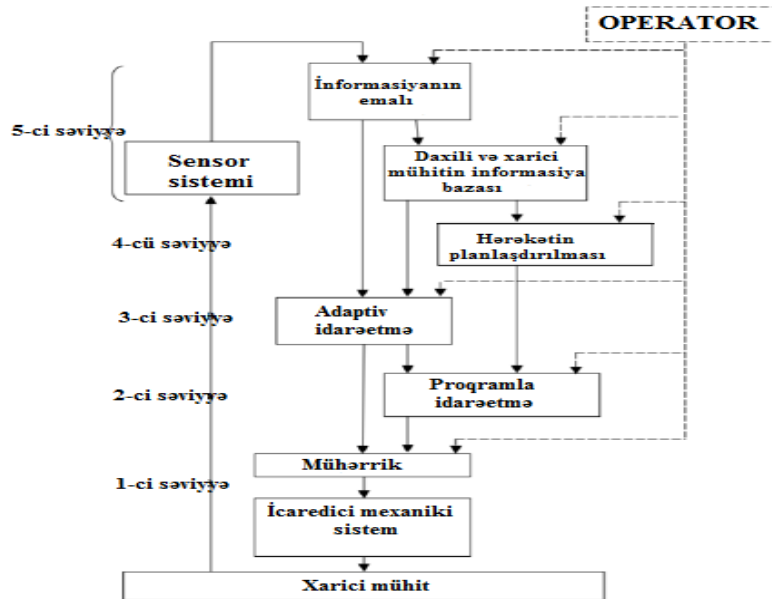 OPERATOR
İnformasiyanın
emalı
5-ci səviyyə
Sensor
sistemi
Daxili və xarici
mühitin informasiya
bazası
4-cü səviyyə
Hərəkətin
planlaşdırılması
3-ci səviyyə
Adaptiv
idarəetmə
2-ci səviyyə
Proqramla
idarəetmə
Mühərrik
1-ci səviyyə
İcaredici mexaniki
sistem
Xarici mühit